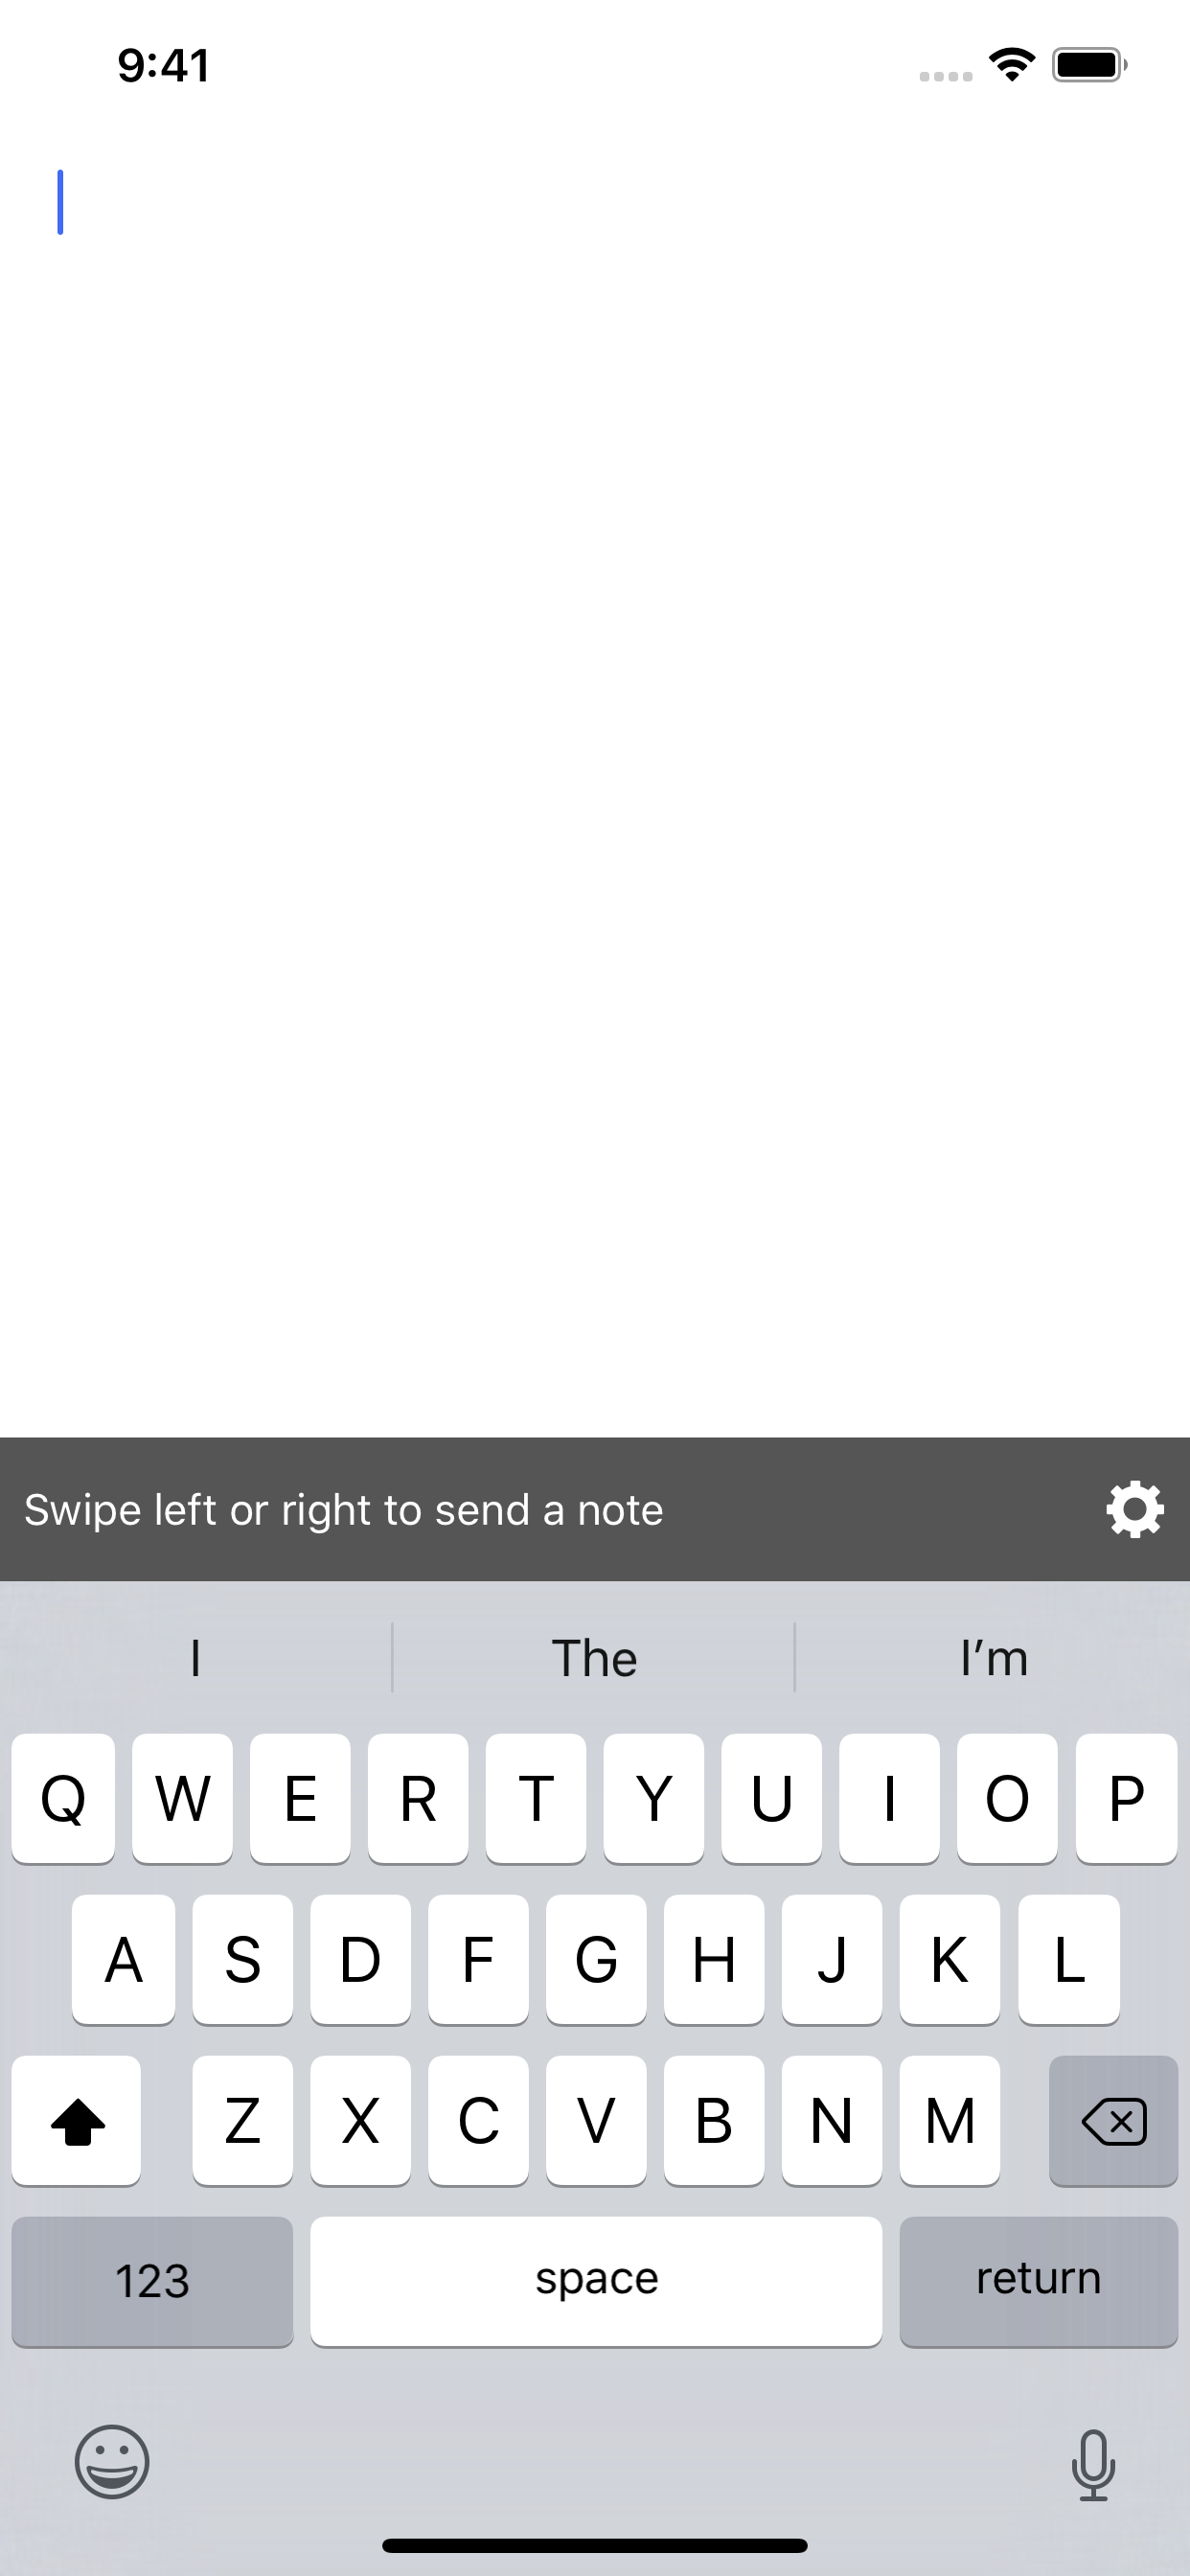 9:41
Swipe left or right to send a note
I The I’m
Q W E R T Y U I O P
A S D F G H J K L
Z X C V B N M
123 space return